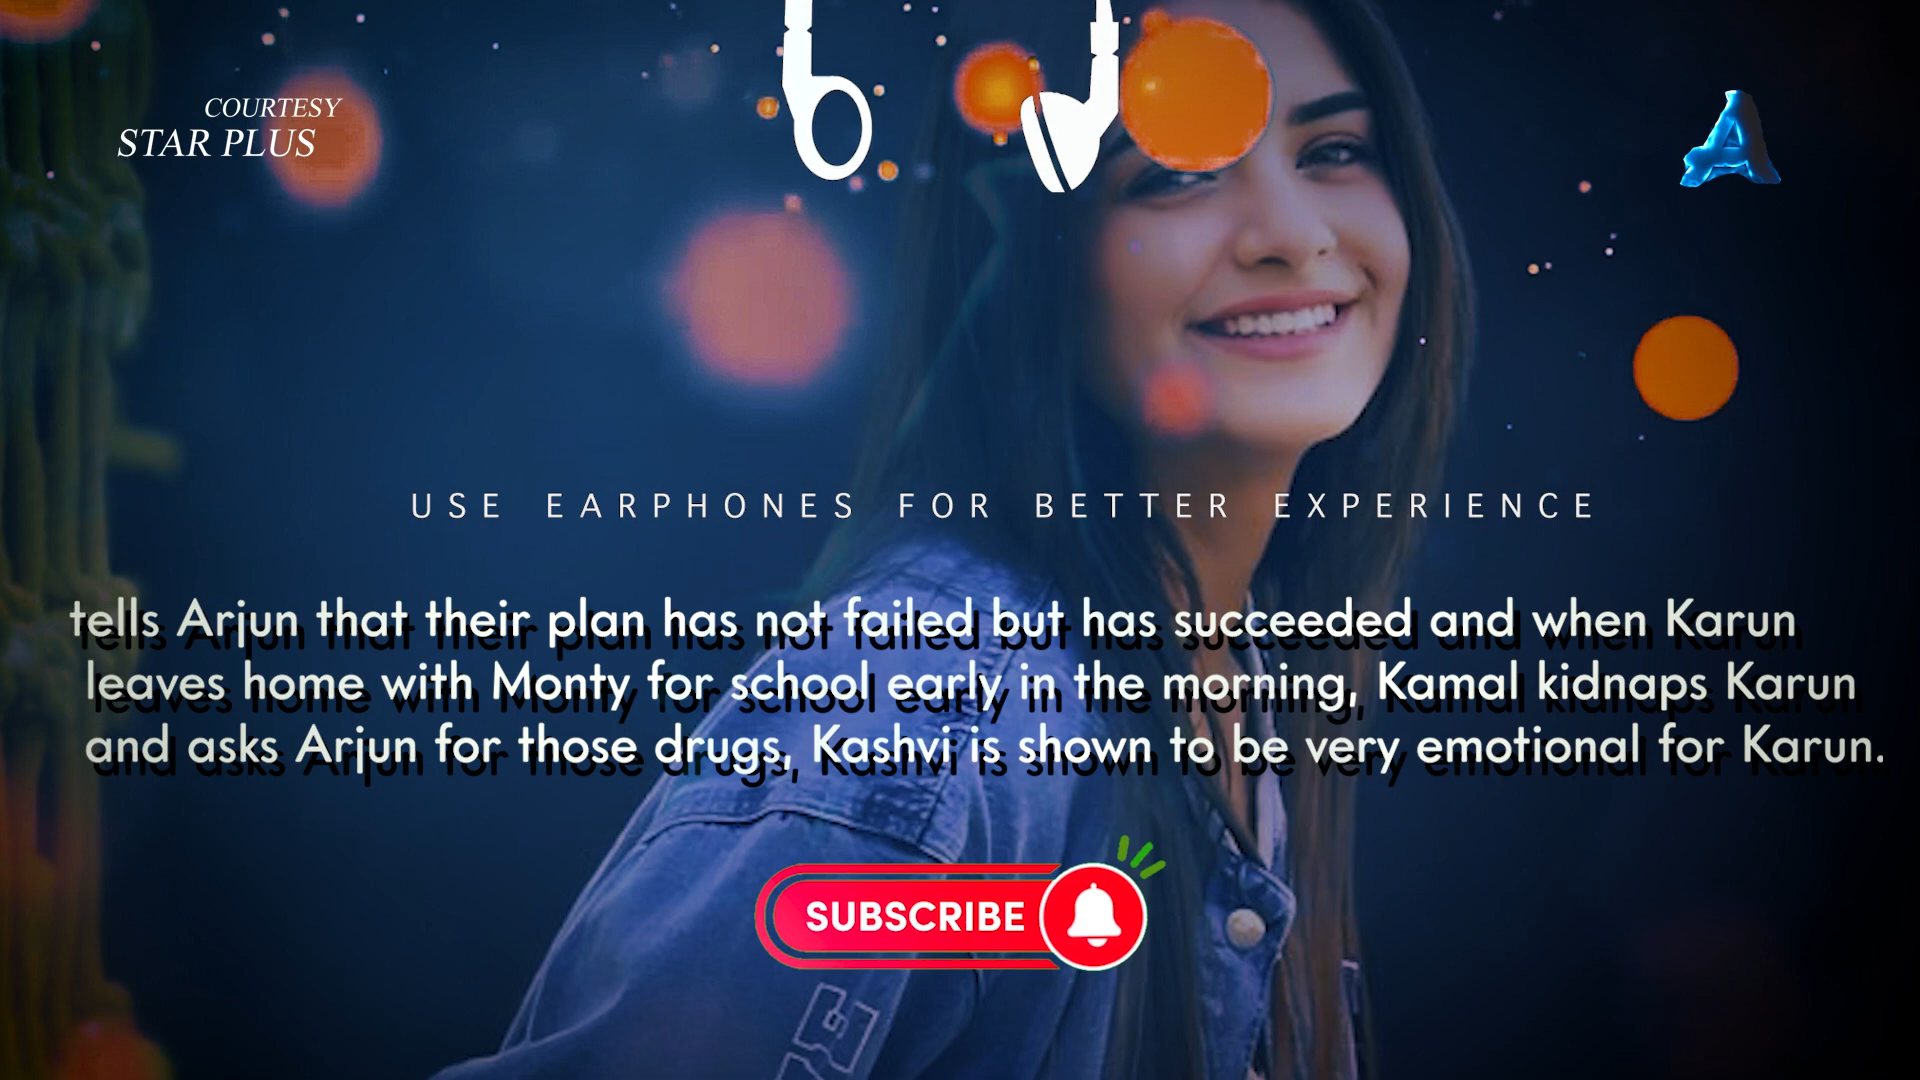 COURTESY
STAR PLUS
A
USE EARPHONES FOR BETTER EXPERIENCE
tells Arjun that their plan has not failed but has succeeded and when Karun
leaves home with Monty for school early in the morning, Kamal kidnaps Karun
and asks Arjun for those drugs, Kashvi is shown to be very emotional for Karun.
SUBSCRIBE